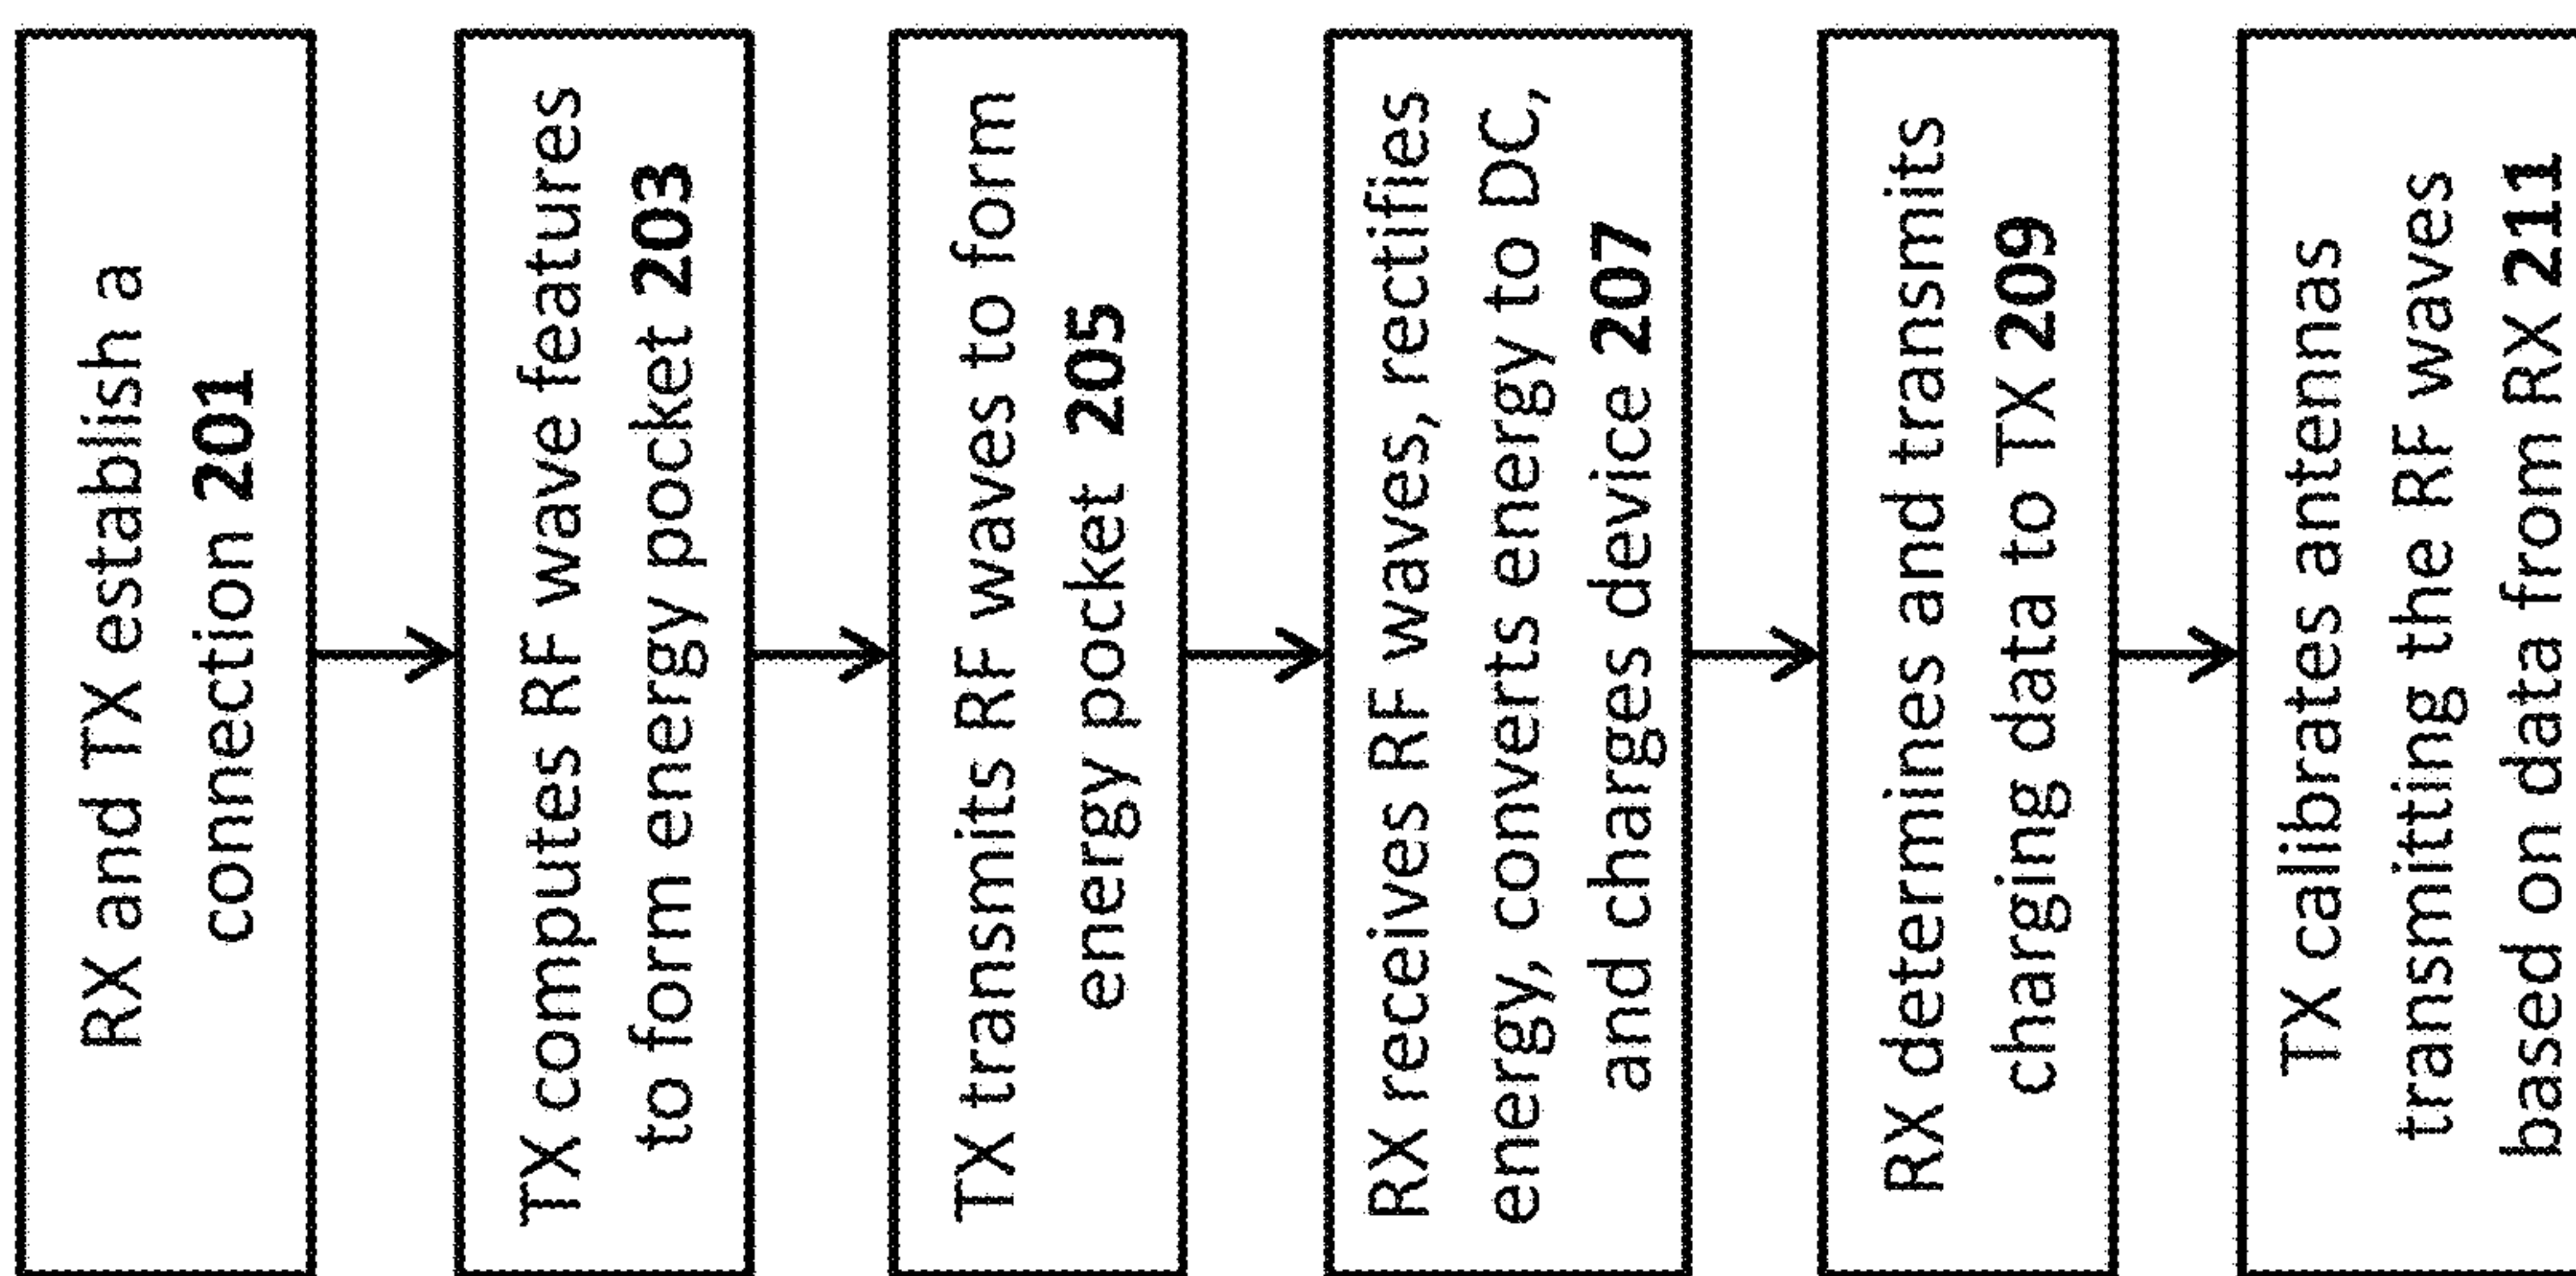 RX and TX establish a
connection 201
TX computes RF wave features
to form energy pocket 203
TX transmits RF waves to form
energy pocket 205
RX receives RF waves, rectifies
energy, converts energy to DC,
and charges device 207
RX determines and transmits
charging data to TX 209
TX calibrates antennas
transmitting the RF waves
based on data from RX 211